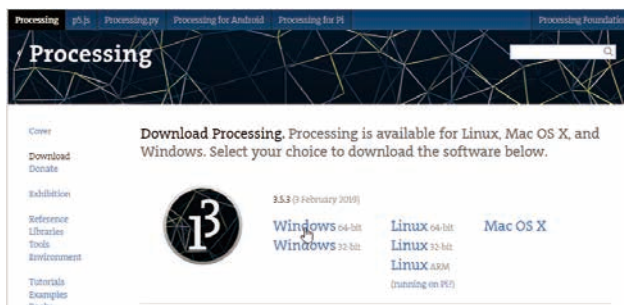 Processing p5.js Processing.py Processing for Android Processing for Pi Processing Foundatio
Processing
Cover
Download
Donate
Exhibition
Reference
Libraries
Tools
Environment
Tutorials
Examples
Download Processing. Processing is available for Linux, Mac OS X, and
Windows. Select your choice to download the software below.
3
3.5.3 (3 February 2019)
Windows 64-bit Linux 64-bit Mac OS X
Windows 32-bit Linux 32-bit
Linux ARM
(running on Pi?)